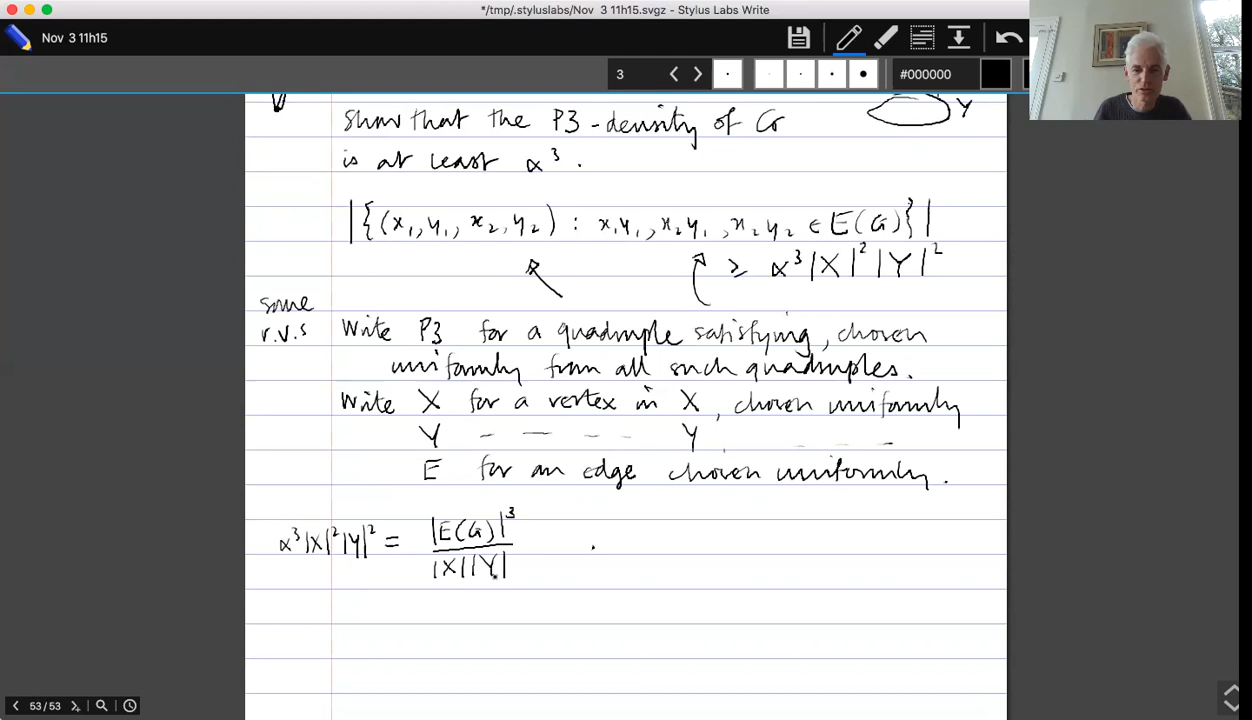 */tmp/.styluslabs/Nov 3 11h15.svgz - Stylus Labs Write
Nov 3 11h15
3
#000000
Show that the P3-density of G
is at least α³.
Y
|{(x₁, y₁, x₂, y₂) : x₁y₁, x₂y₁, x₂y₂ ∈ E(G)}|
≥ α³|X|²|Y|²
some
r.v.s
Write P3 for a quadruple satisfying, chosen
uniformly from all such quadruples.
Write X for a vertex in X, chosen uniformly
Y - - - - Y - - -
E for an edge chosen uniformly.
α³|X|²|Y|² = |E(G)|³ / |X||Y| .
53/53